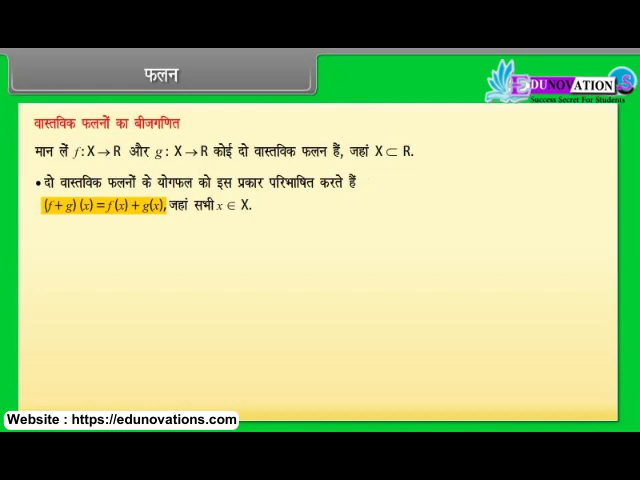 फलन
EDUNOVATIONS
Success Secret For Students
वास्तविक फलनों का बीजगणित
मान लें f : X → R और g : X → R कोई दो वास्तविक फलन हैं, जहां X ⊂ R.
• दो वास्तविक फलनों के योगफल को इस प्रकार परिभाषित करते हैं
(f + g) (x) = f (x) + g(x), जहां सभी x ∈ X.
Website : https://edunovations.com